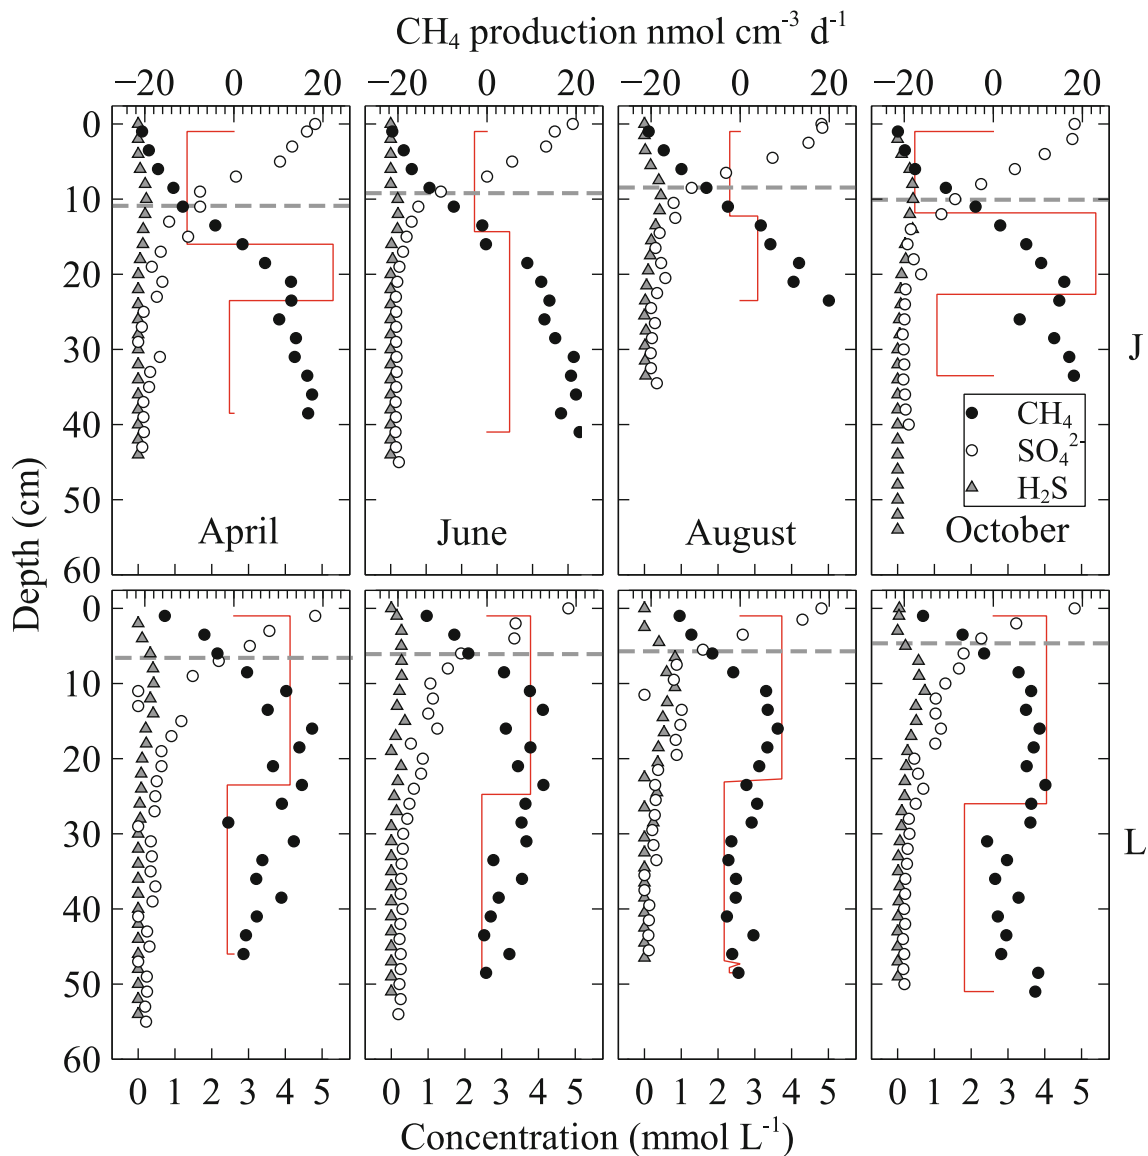 CH₄ production nmol cm⁻³ d⁻¹
−20 0 20 −20 0 20 −20 0 20 −20 0 20
0
10
20
30
40
50
60
J
CH₄
SO₄²⁻
H₂S
April June August October
Depth (cm)
0
10
20
30
40
50
60
L
0 1 2 3 4 5 0 1 2 3 4 5 0 1 2 3 4 5 0 1 2 3 4 5
Concentration (mmol L⁻¹)